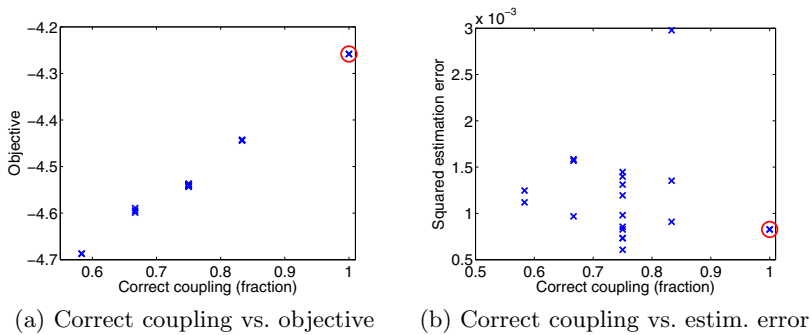 −4.2
−4.3
−4.4
−4.5
−4.6
−4.7
Objective
0.6 0.7 0.8 0.9 1
Correct coupling (fraction)
(a) Correct coupling vs. objective
x 10⁻³
3
2.5
2
1.5
1
0.5
Squared estimation error
0.5 0.6 0.7 0.8 0.9 1
Correct coupling (fraction)
(b) Correct coupling vs. estim. error